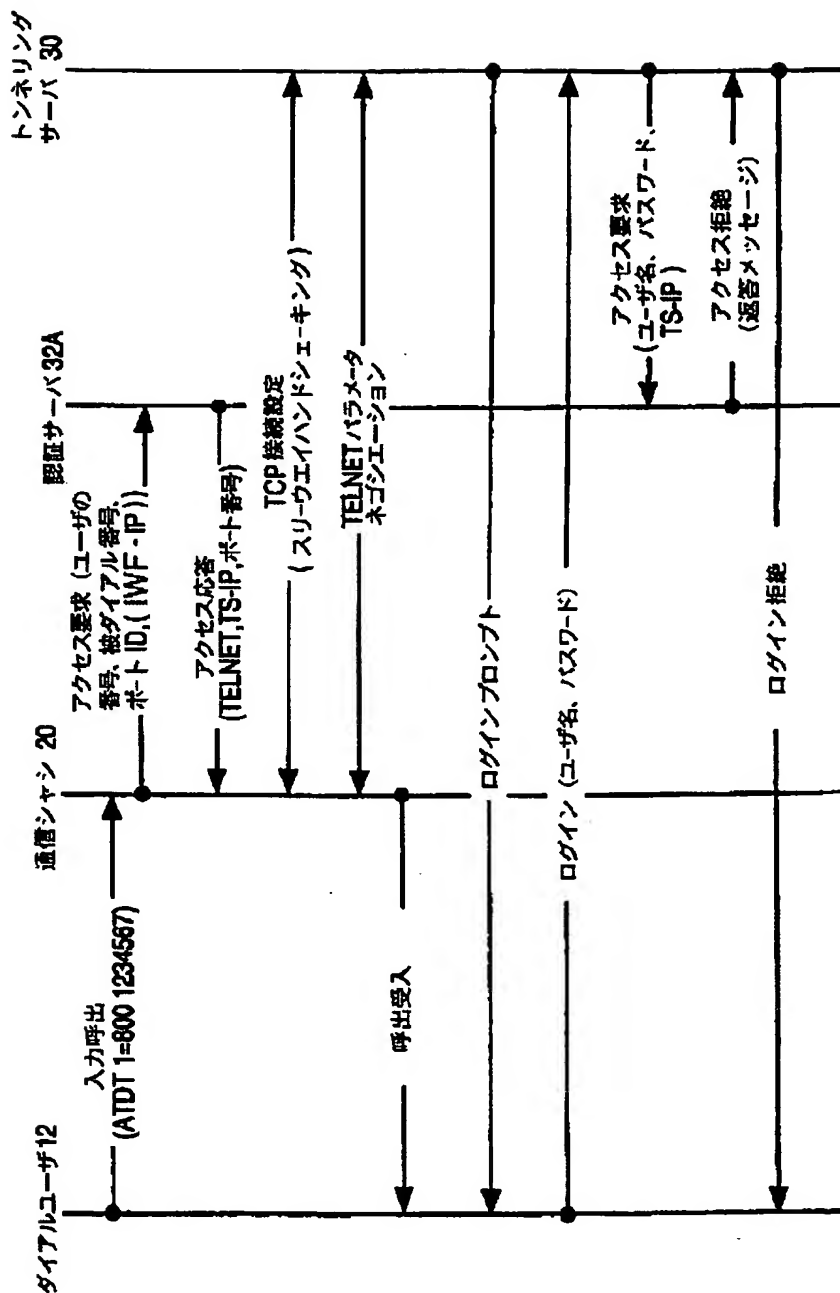 ダイアルユーザ12
通信シャシ 20
認証サーバ32A
トンネリング
サーバ 30
入力呼出
(ATDT 1=800 1234567)
アクセス要求 (ユーザの
番号、被ダイアル番号、
ポート ID,( IWF - IP))
アクセス応答
(TELNET,TS-IP,ポート番号)
TCP 接続設定
( スリーウエイハンドシェーキング)
TELNET パラメータ
ネゴシエーション
呼出受入
ログインプロンプト
ログイン (ユーザ名、パスワード)
アクセス要求
(ユーザ名、パスワード、
TS-IP )
アクセス拒絶
(返答メッセージ)
ログイン拒絶